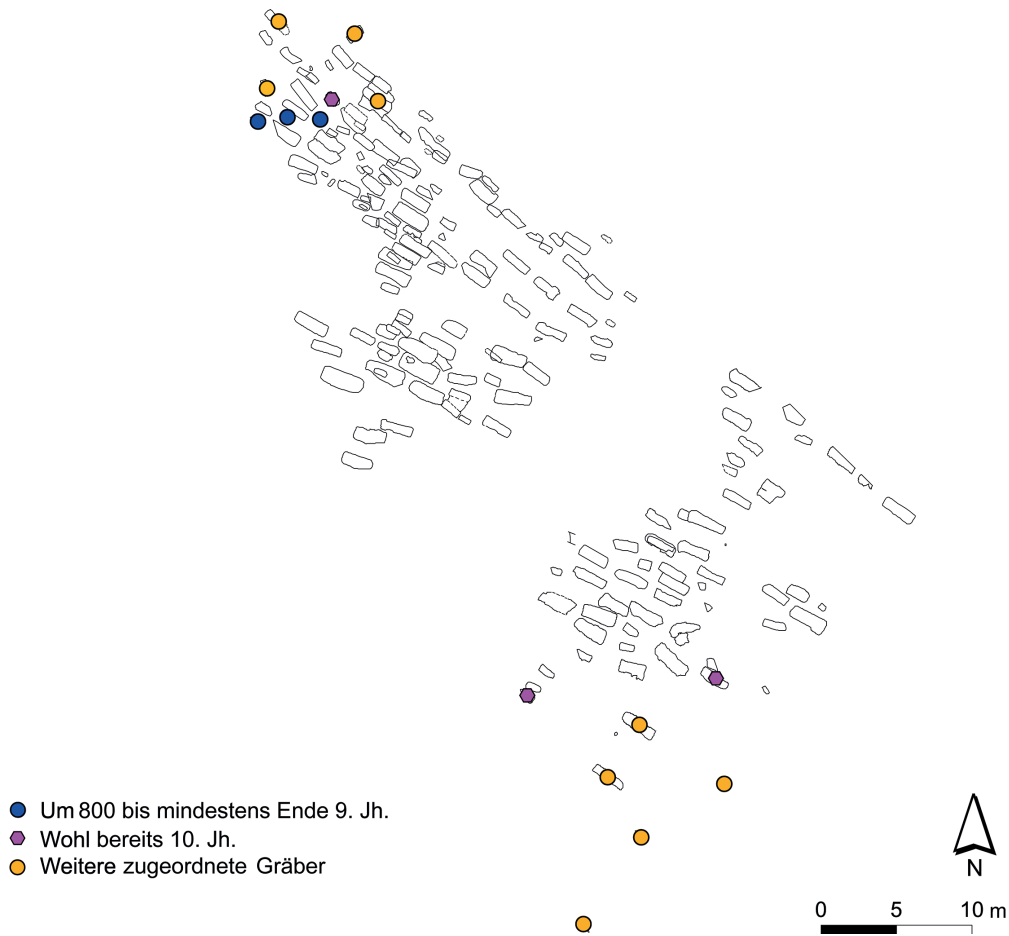 Um 800 bis mindestens Ende 9. Jh.
Wohl bereits 10. Jh.
Weitere zugeordnete Gräber
N
0 5 10 m